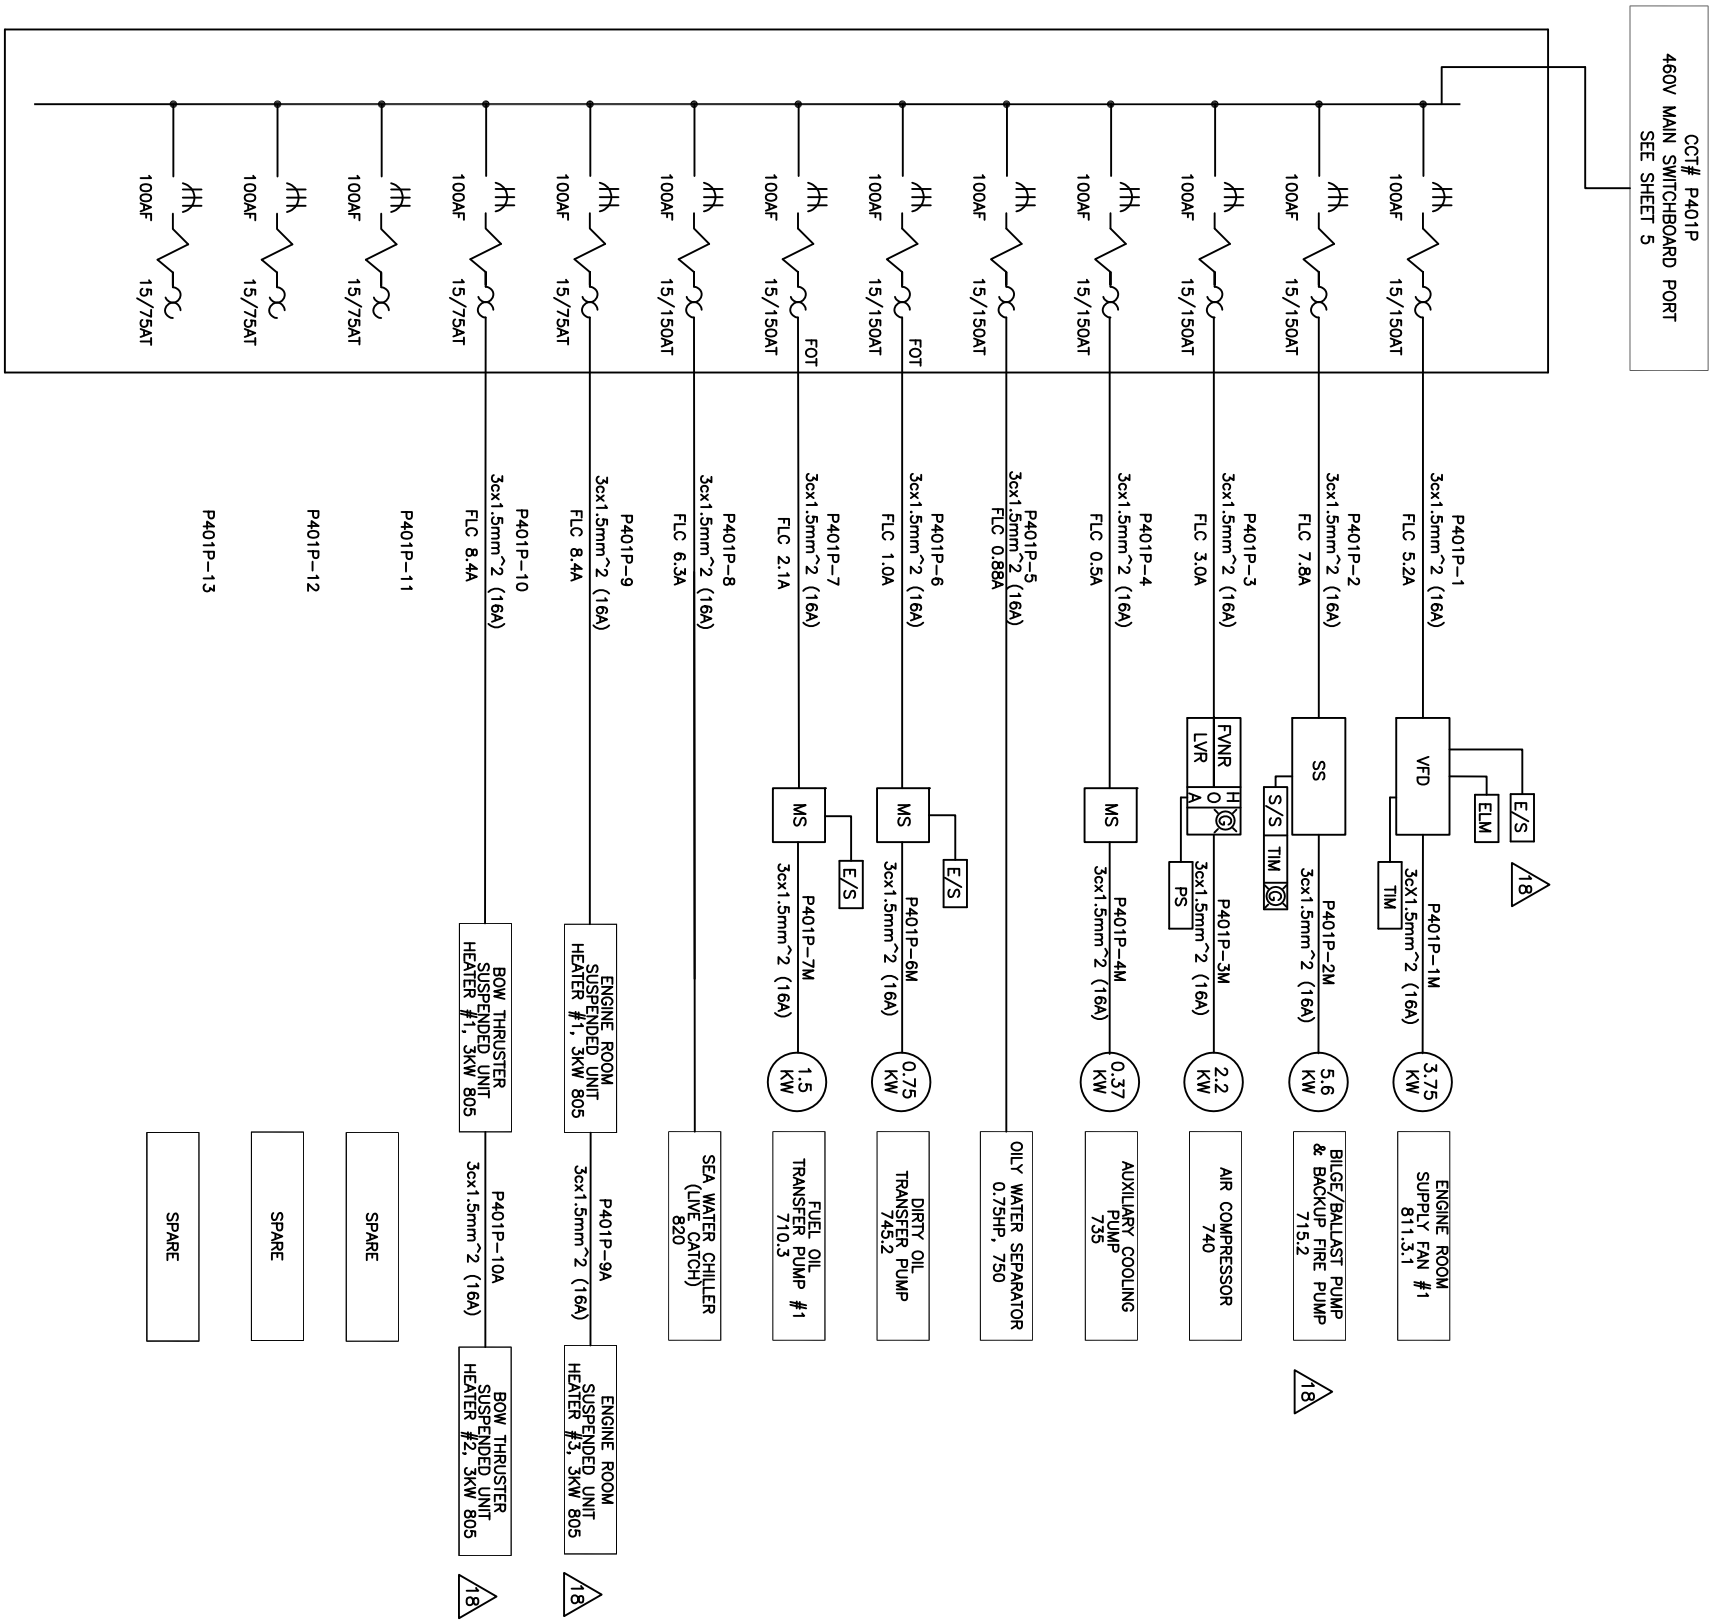 CCT# P401P
460V MAIN SWITCHBOARD PORT
SEE SHEET 5
100AF
15/150AT
P401P-1
3cx1.5mm^2 (16A)
FLC 5.2A
VFD
E/S
ELM
TIM
18
P401P-1M
3cX1.5mm^2 (16A)
3.75
KW
ENGINE ROOM
SUPPLY FAN #1
811.3.1
100AF
15/150AT
P401P-2
3cx1.5mm^2 (16A)
FLC 7.8A
SS
S/S
TIM
G
P401P-2M
3cx1.5mm^2 (16A)
5.6
KW
BILGE/BALLAST PUMP
& BACKUP FIRE PUMP
715.2
18
100AF
15/150AT
P401P-3
3cx1.5mm^2 (16A)
FLC 3.0A
FVNR
LVR
H
O
A
G
PS
P401P-3M
3cx1.5mm^2 (16A)
2.2
KW
AIR COMPRESSOR
740
100AF
15/150AT
P401P-4
3cx1.5mm^2 (16A)
FLC 0.5A
MS
P401P-4M
3cx1.5mm^2 (16A)
0.37
KW
AUXILIARY COOLING
PUMP
735
100AF
15/150AT
P401P-5
3cx1.5mm^2 (16A)
FLC 0.88A
OILY WATER SEPARATOR
0.75HP, 750
100AF
15/150AT
FOT
P401P-6
3cx1.5mm^2 (16A)
FLC 1.0A
MS
E/S
P401P-6M
3cx1.5mm^2 (16A)
0.75
KW
DIRTY OIL
TRANSFER PUMP
745.2
100AF
15/150AT
FOT
P401P-7
3cx1.5mm^2 (16A)
FLC 2.1A
MS
E/S
P401P-7M
3cx1.5mm^2 (16A)
1.5
KW
FUEL OIL
TRANSFER PUMP #1
710.3
100AF
15/150AT
P401P-8
3cx1.5mm^2 (16A)
FLC 6.3A
SEA WATER CHILLER
(LIVE CATCH)
820
100AF
15/75AT
P401P-9
3cx1.5mm^2 (16A)
FLC 8.4A
ENGINE ROOM
SUSPENDED UNIT
HEATER #1, 3KW 805
P401P-9A
3cx1.5mm^2 (16A)
ENGINE ROOM
SUSPENDED UNIT
HEATER #3, 3KW 805
18
100AF
15/75AT
P401P-10
3cx1.5mm^2 (16A)
FLC 8.4A
BOW THRUSTER
SUSPENDED UNIT
HEATER #1, 3KW 805
P401P-10A
3cx1.5mm^2 (16A)
BOW THRUSTER
SUSPENDED UNIT
HEATER #2, 3KW 805
18
100AF
15/75AT
P401P-11
SPARE
100AF
15/75AT
P401P-12
SPARE
100AF
15/75AT
P401P-13
SPARE